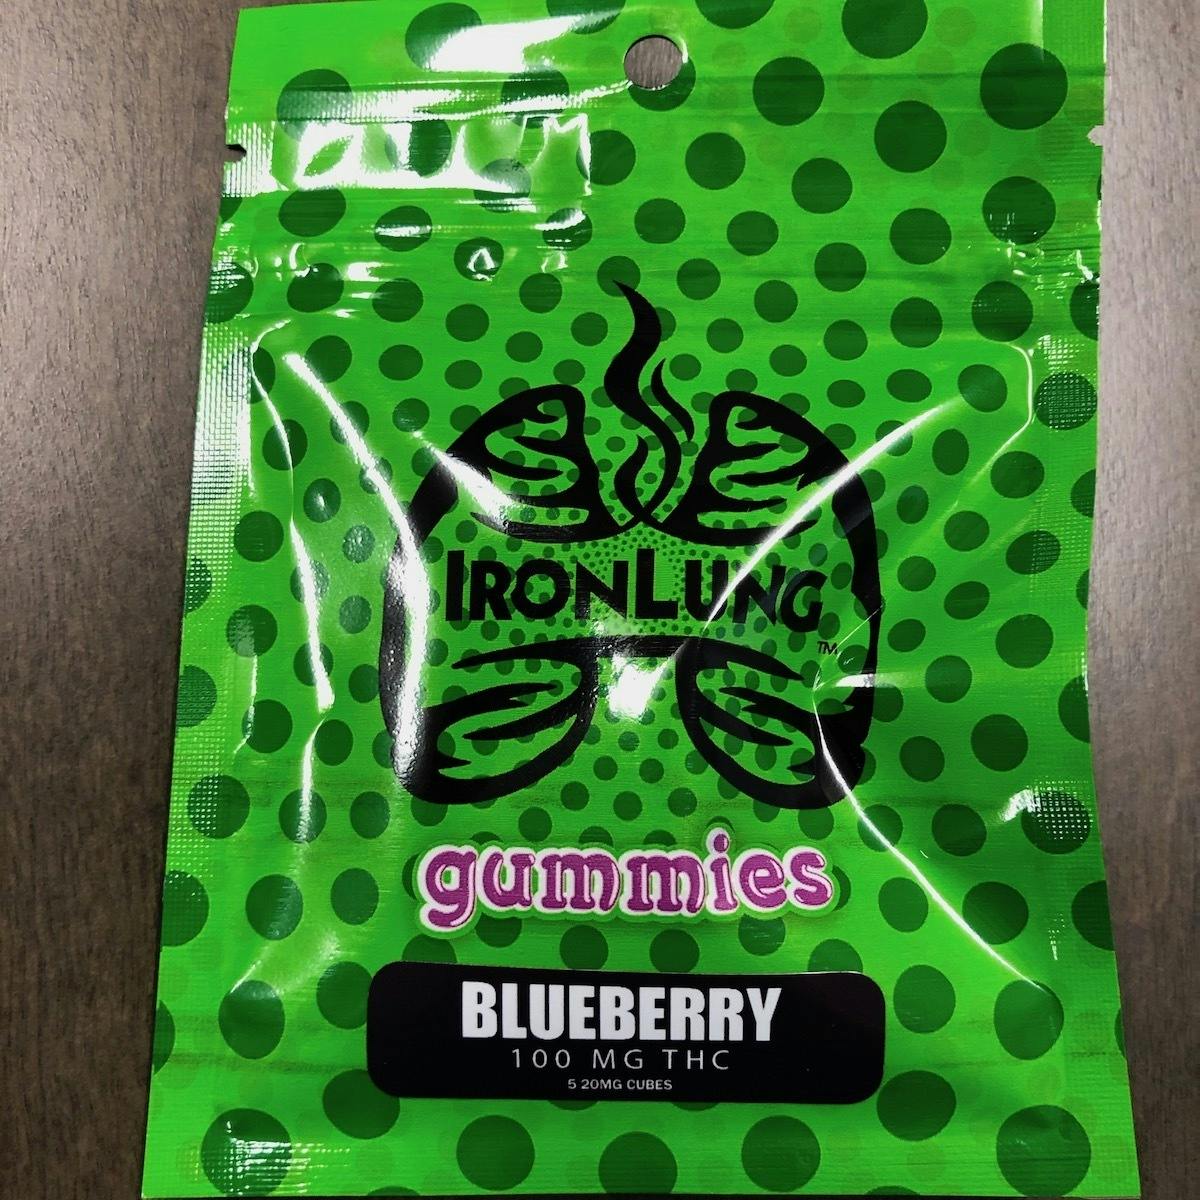 IRONLUNG
TM
gummies
BLUEBERRY
100 MG THC
5 20MG CUBES